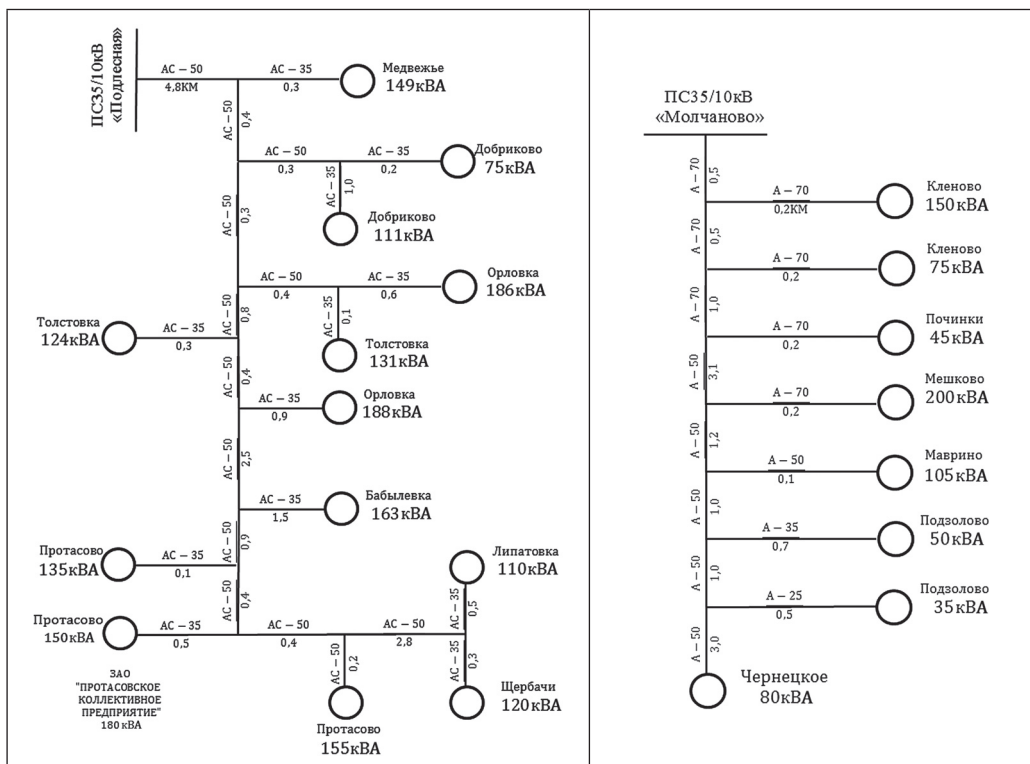 ПС35/10кВ
«Подлесная»
АС – 50
4,8КМ
АС – 35
0,3
Медвежье
149кВА
АС – 50
0,4
АС – 50
0,3
АС – 35
0,2
Добриково
75кВА
АС – 35
1,0
Добриково
111кВА
АС – 50
0,3
АС – 50
0,4
АС – 35
0,6
Орловка
186кВА
АС – 35
0,1
Толстовка
131кВА
АС – 50
0,8
Толстовка
124кВА
АС – 35
0,3
АС – 50
0,4
АС – 35
0,9
Орловка
188кВА
АС – 50
2,5
АС – 35
1,5
Бабылевка
163кВА
АС – 50
0,9
Протасово
135кВА
АС – 35
0,1
АС – 50
0,4
Протасово
150кВА
АС – 35
0,5
АС – 50
0,4
АС – 50
2,8
АС – 35
0,5
Липатовка
110кВА
АС – 35
0,3
Щербачи
120кВА
АС – 50
0,2
Протасово
155кВА
ЗАО
"ПРОТАСОВСКОЕ
КОЛЛЕКТИВНОЕ
ПРЕДПРИЯТИЕ"
180кВА
ПС35/10кВ
«Молчаново»
А – 70
0,5
А – 70
0,2КМ
Кленово
150кВА
А – 70
0,5
А – 70
0,2
Кленово
75кВА
А – 70
1,0
А – 70
0,2
Починки
45кВА
А – 50
3,1
А – 70
0,2
Мешково
200кВА
А – 50
1,2
А – 50
0,1
Маврино
105кВА
А – 50
1,0
А – 35
0,7
Подзолово
50кВА
А – 50
1,0
А – 25
0,5
Подзолово
35кВА
А – 50
3,0
Чернецкое
80кВА